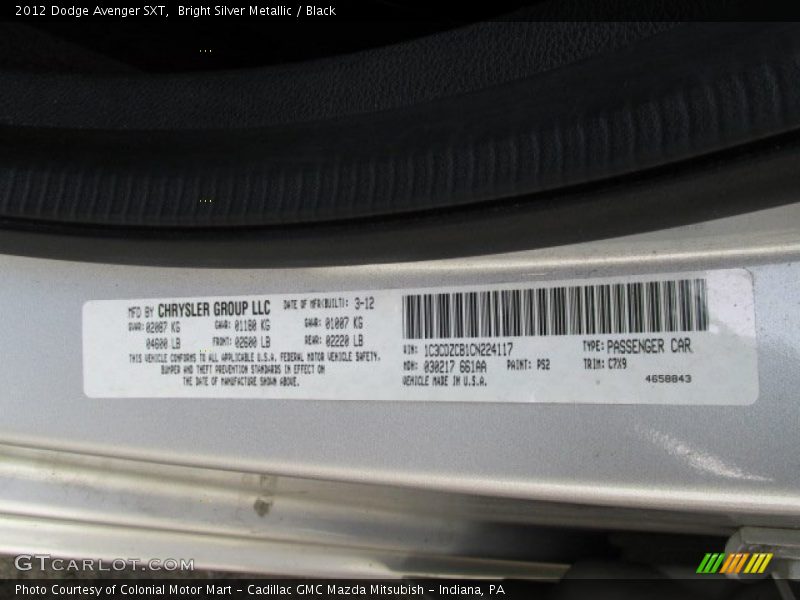 2012 Dodge Avenger SXT,  Bright Silver Metallic / Black
MFD BY CHRYSLER GROUP LLC DATE OF MFR(BUILT): 3-12
GVWR: 02087 KG GAWR: 01180 KG GAWR: 01007 KG
04600 LB FRONT: 02600 LB REAR: 02220 LB
THIS VEHICLE CONFORMS TO ALL APPLICABLE U.S.A. FEDERAL MOTOR VEHICLE SAFETY,
BUMPER AND THEFT PREVENTION STANDARDS IN EFFECT ON
THE DATE OF MANUFACTURE SHOWN ABOVE.
VIN: 1C3CDZCB1CN224117 TYPE: PASSENGER CAR
MDH: 030217 661AA PAINT: PS2 TRIM: C7X9
VEHICLE MADE IN U.S.A. 4658843
GTCARLOT.COM
Photo Courtesy of Colonial Motor Mart - Cadillac GMC Mazda Mitsubish - Indiana, PA